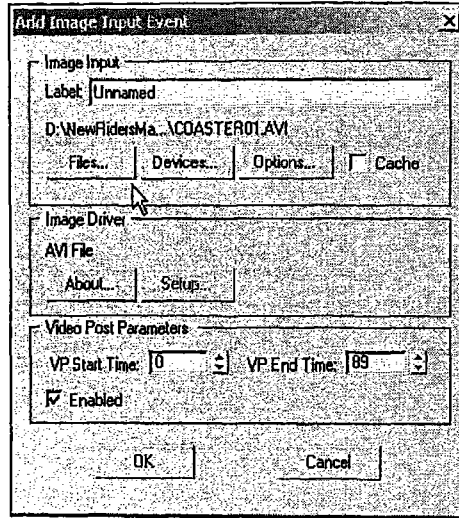 Add Image Input Event
Image Input
Label: Unnamed
D:\NewRidersMa...\COASTER01.AVI
Files... Devices... Options... Cache
Image Driver
AVI File
About... Setup...
Video Post Parameters
VP Start Time: 0 VP End Time: 89
Enabled
OK Cancel